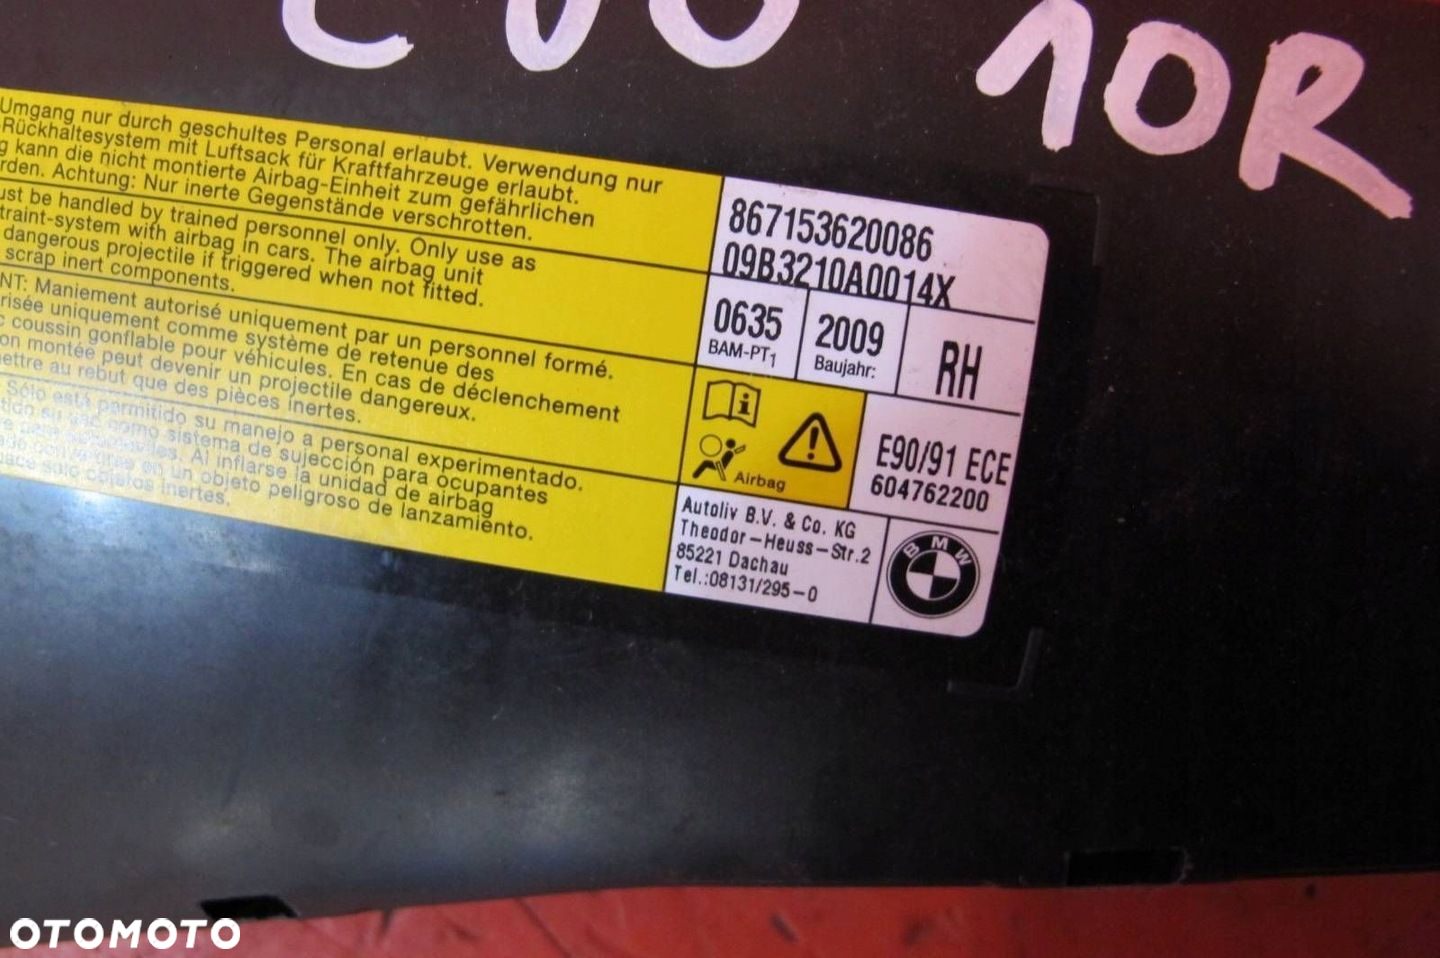 10R
Umgang nur durch geschultes Personal erlaubt. Verwendung nur
-Rückhaltesystem mit Luftsack für Kraftfahrzeuge erlaubt.
kann die nicht montierte Airbag-Einheit zum gefährlichen
rden. Achtung: Nur inerte Gegenstände verschrotten.
ust be handled by trained personnel only. Only use as
traint-system with airbag in cars. The airbag unit
dangerous projectile if triggered when not fitted.
scrap inert components.
NT: Maniement autorisé uniquement par un personnel formé.
risée uniquement comme système de retenue des
coussin gonflable pour véhicules. En cas de déclenchement
on montée peut devenir un projectile dangereux.
mettre au rebut que des pièces inertes.
Sólo está permitido su manejo a personal experimentado.
tido su uso como sistema de sujección para ocupantes
Al inflarse la unidad de airbag
en un objeto peligroso de lanzamiento.
solo objetos inertes.
867153620086
09B3210A0014X
0635
BAM-PT1
2009
Baujahr:
RH
Airbag
E90/91 ECE
604762200
Autoliv B.V. & Co. KG
Theodor-Heuss-Str.2
85221 Dachau
Tel.:08131/295-0
BMW
OTOMOTO